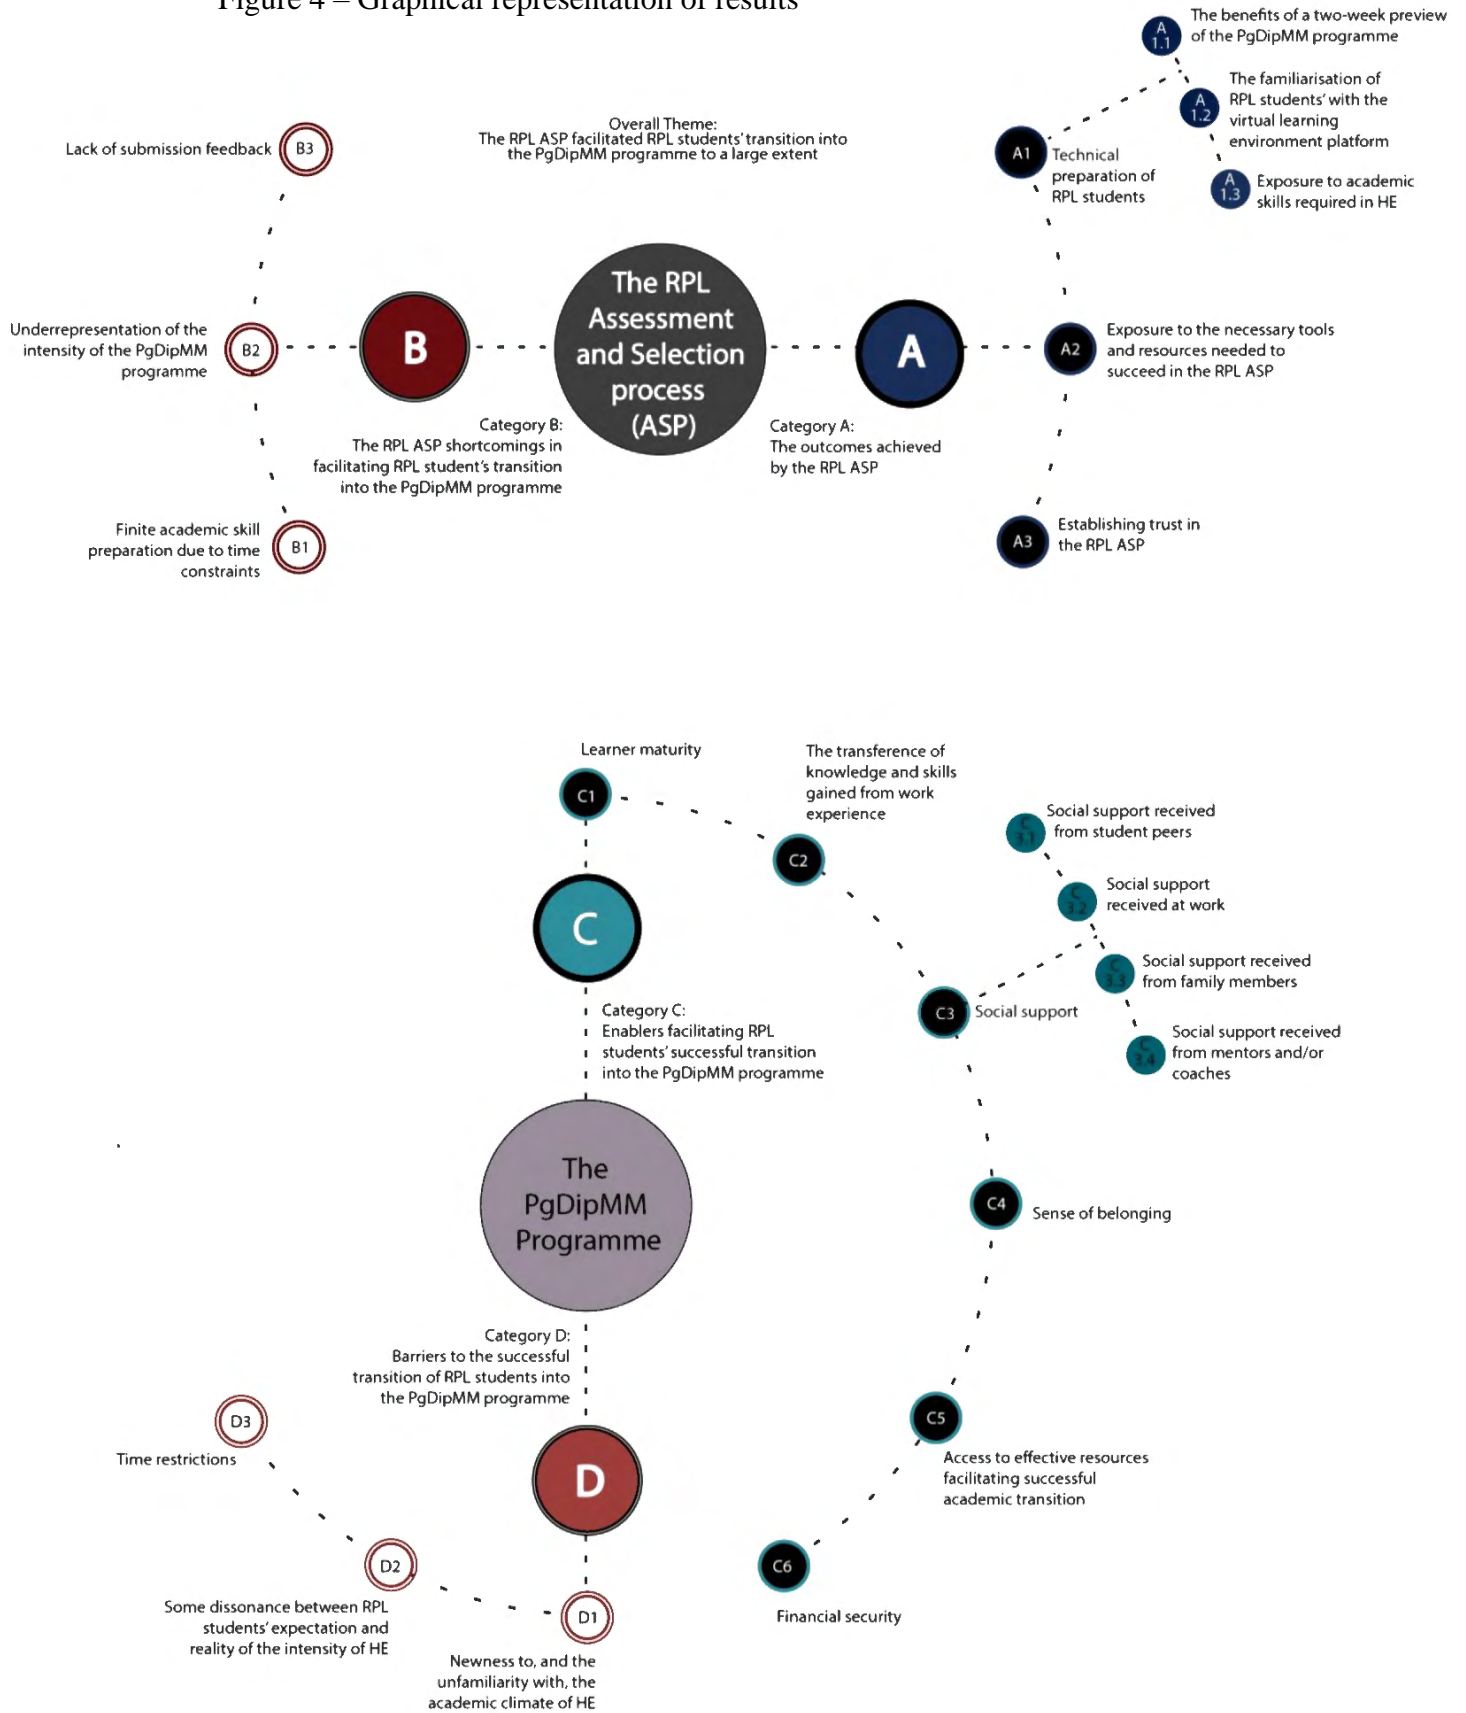 Figure 4 – Graphical representation of results
A
1.1
The benefits of a two-week preview
of the PgDipMM programme
A
1.2
The familiarisation of
RPL students' with the
virtual learning
environment platform
A
1.3
Exposure to academic
skills required in HE
Overall Theme:
The RPL ASP facilitated RPL students' transition into
the PgDipMM programme to a large extent
Lack of submission feedback
B3
A1
Technical
preparation of
RPL students
Underrepresentation of the
intensity of the PgDipMM
programme
B2
B
The RPL
Assessment
and Selection
process
(ASP)
A
A2
Exposure to the necessary tools
and resources needed to
succeed in the RPL ASP
Category B:
The RPL ASP shortcomings in
facilitating RPL student's transition
into the PgDipMM programme
Category A:
The outcomes achieved
by the RPL ASP
Finite academic skill
preparation due to time
constraints
B1
A3
Establishing trust in
the RPL ASP
Learner maturity
C1
The transference of
knowledge and skills
gained from work
experience
C2
C
3.1
Social support received
from student peers
C
3.2
Social support
received at work
C
3.3
Social support received
from family members
C
3.4
Social support received
from mentors and/or
coaches
C
C3
Social support
Category C:
Enablers facilitating RPL
students' successful transition
into the PgDipMM programme
The
PgDipMM
Programme
C4
Sense of belonging
Category D:
Barriers to the successful
transition of RPL students into
the PgDipMM programme
D3
Time restrictions
D
C5
Access to effective resources
facilitating successful
academic transition
D2
Some dissonance between RPL
students' expectation and
reality of the intensity of HE
D1
Newness to, and the
unfamiliarity with, the
academic climate of HE
C6
Financial security